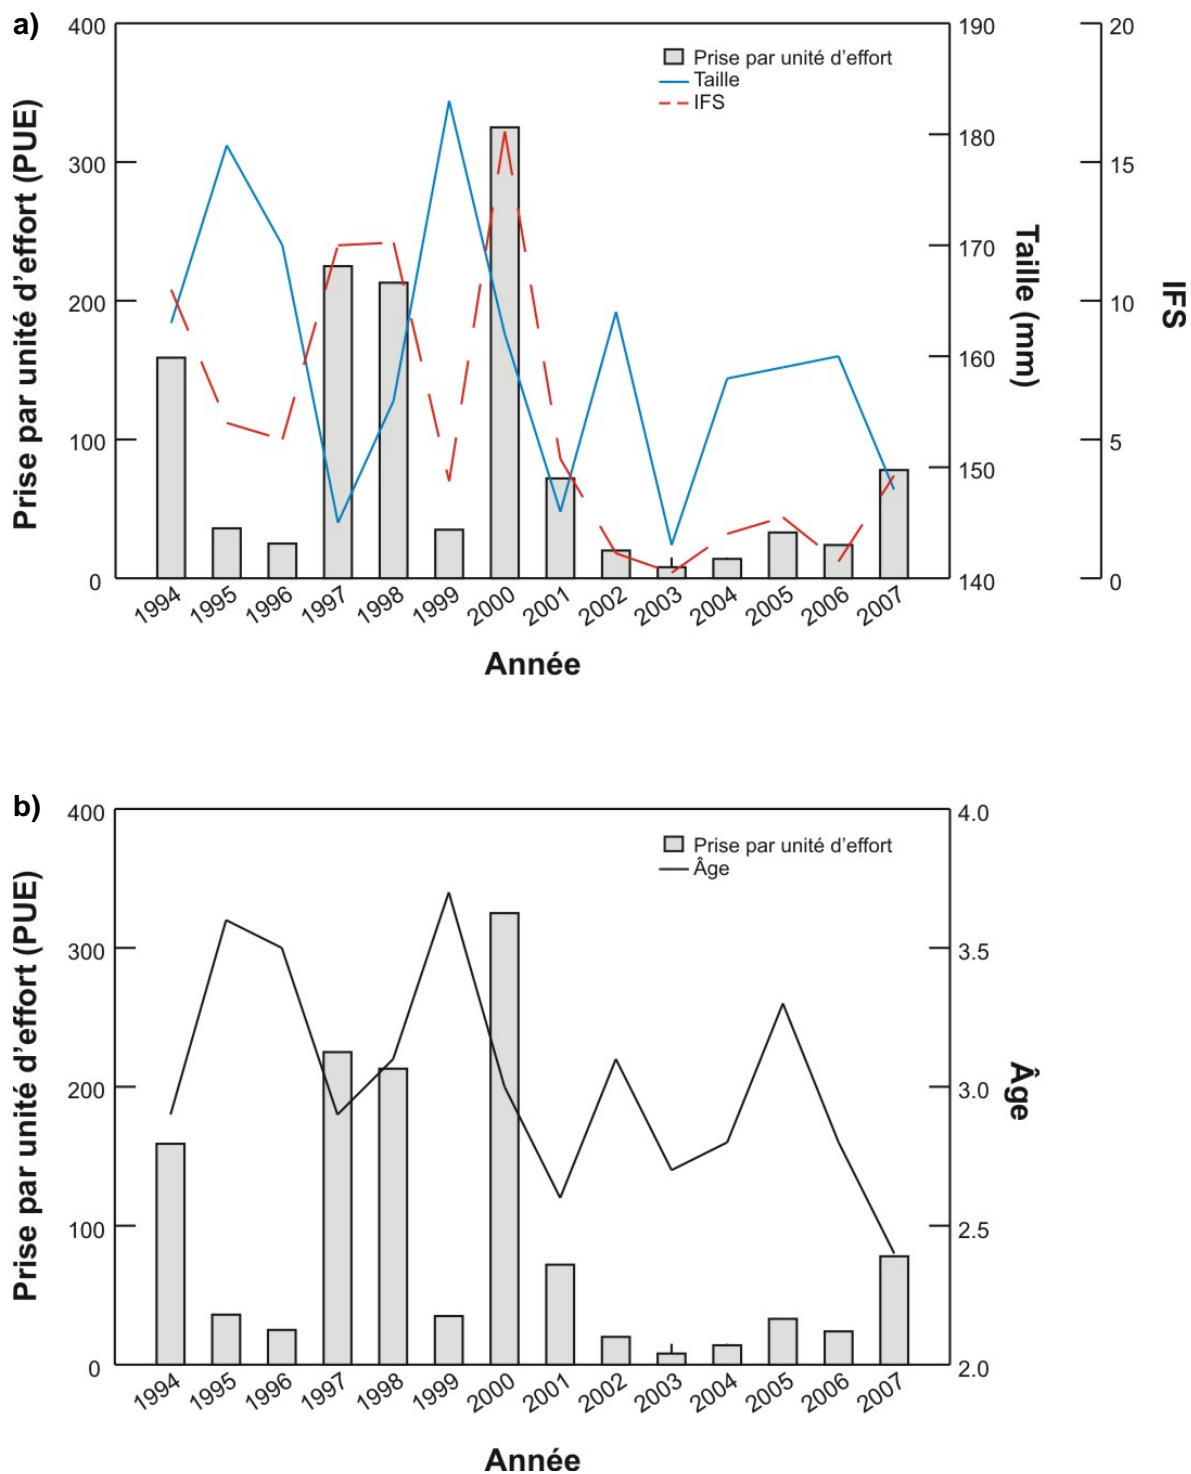 a)
400
300
200
100
0
Prise par unité d'effort (PUE)
Prise par unité d'effort
Taille
IFS
190
180
170
160
150
140
Taille (mm)
20
15
10
5
0
IFS
1994 1995 1996 1997 1998 1999 2000 2001 2002 2003 2004 2005 2006 2007
Année
b)
400
300
200
100
0
Prise par unité d'effort (PUE)
Prise par unité d'effort
Âge
4.0
3.5
3.0
2.5
2.0
Âge
1994 1995 1996 1997 1998 1999 2000 2001 2002 2003 2004 2005 2006 2007
Année